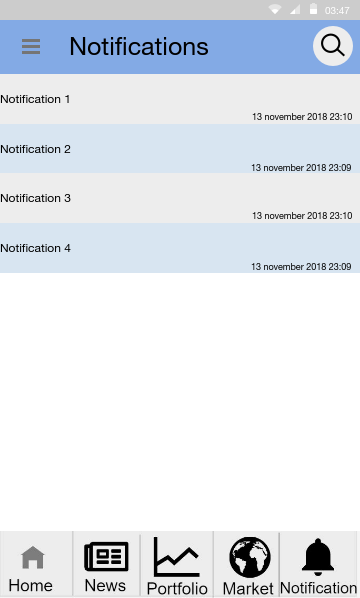 03:47
Notifications
Notification 1
13 november 2018 23:10
Notification 2
13 november 2018 23:09
Notification 3
13 november 2018 23:10
Notification 4
13 november 2018 23:09
Home News Portfolio Market Notification